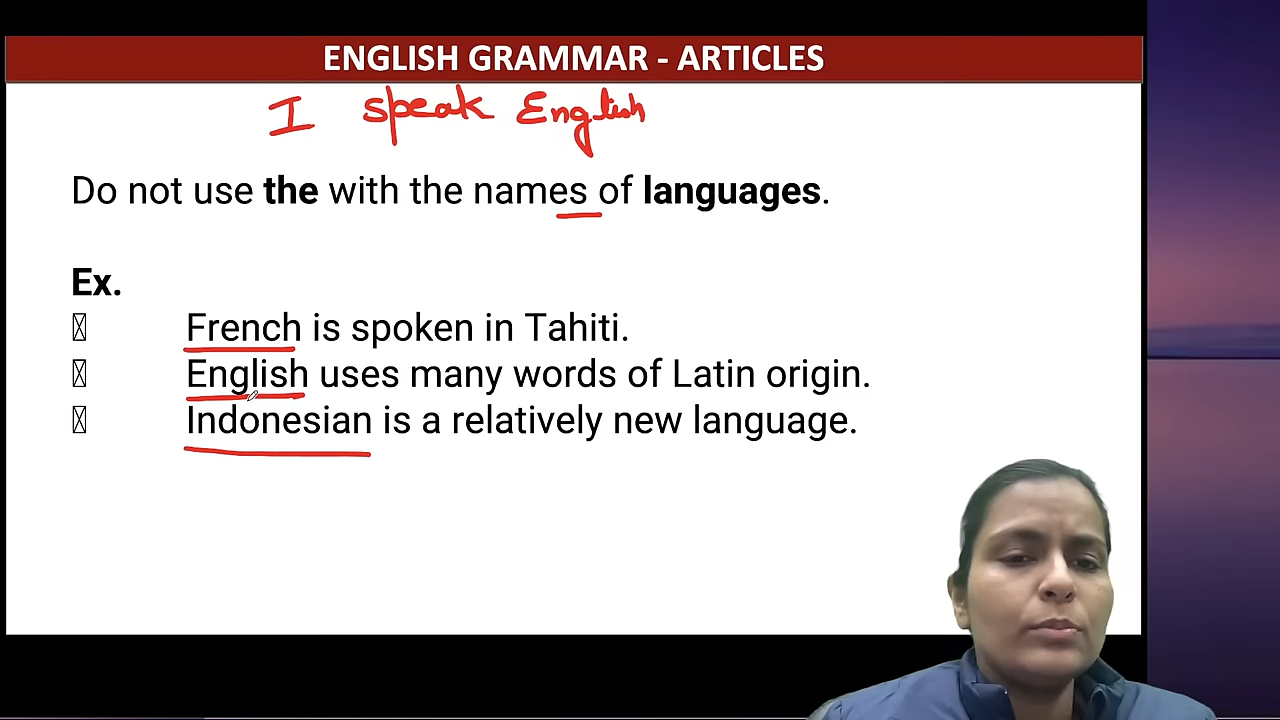 ENGLISH GRAMMAR - ARTICLES
I speak English
Do not use the with the names of languages.
Ex.
French is spoken in Tahiti.
English uses many words of Latin origin.
Indonesian is a relatively new language.